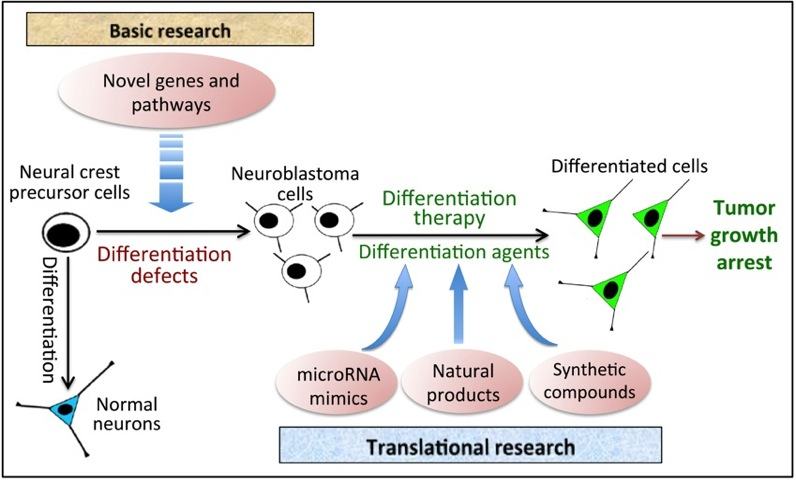 Basic research
Novel genes and
pathways
Neural crest
precursor cells
Neuroblastoma
cells
Differentiated cells
Differentiation
therapy
Differentiation agents
Tumor
growth
arrest
Differentiation
defects
Differentiation
Normal
neurons
microRNA
mimics
Natural
products
Synthetic
compounds
Translational research